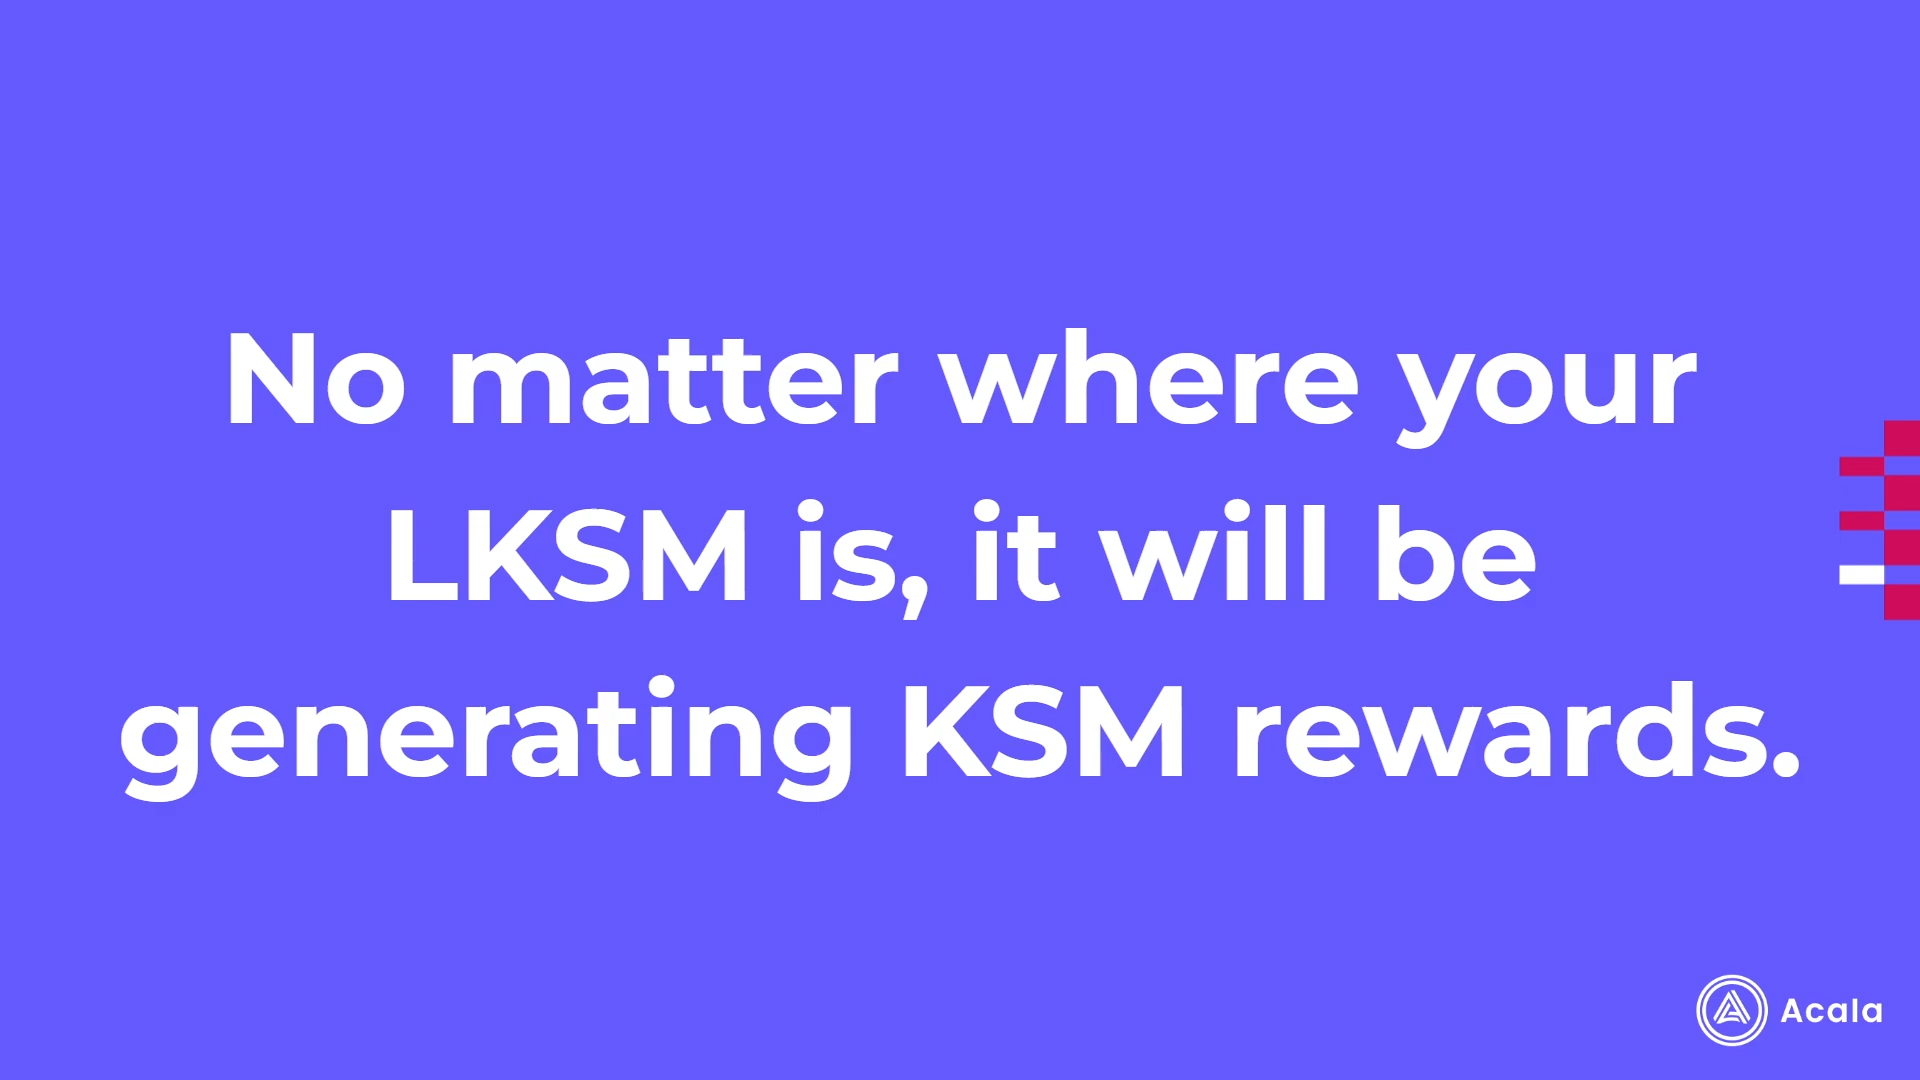 No matter where your
LKSM is, it will be
generating KSM rewards.
Acala